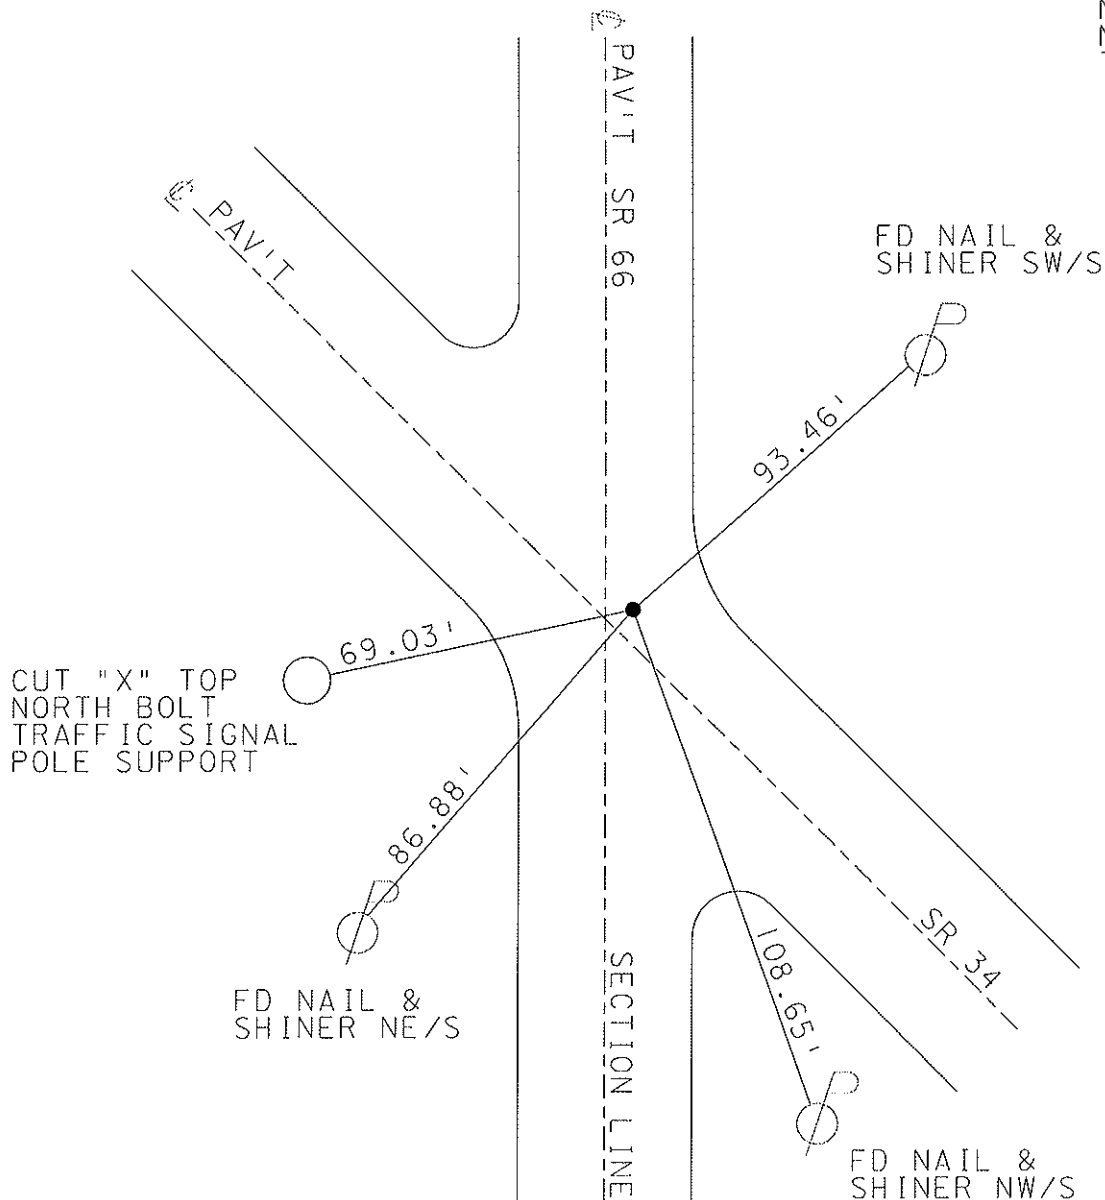 ℄ PAV'T SR 66
℄ PAV'T
FD NAIL &
SHINER SW/S
93.46'
69.03'
CUT "X" TOP
NORTH BOLT
TRAFFIC SIGNAL
POLE SUPPORT
86.88'
SR 34
108.65'
SECTION LINE
FD NAIL &
SHINER NE/S
FD NAIL &
SHINER NW/S